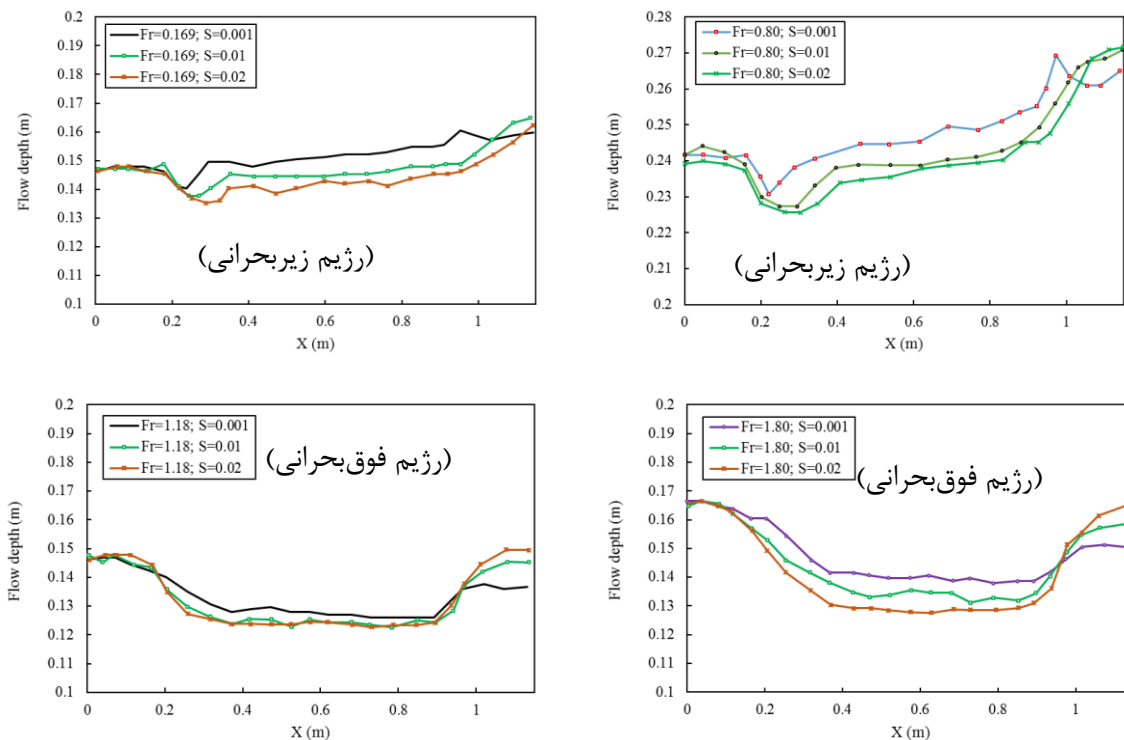 0.2
0.19
0.18
0.17
0.16
0.15
0.14
0.13
0.12
0.11
0.1
Flow depth (m)
Fr=0.169; S=0.001
Fr=0.169; S=0.01
Fr=0.169; S=0.02
(رژیم زیربحرانی)
0 0.2 0.4 0.6 0.8 1
X (m)
0.28
0.27
0.26
0.25
0.24
0.23
0.22
0.21
0.2
Flow depth (m)
Fr=0.80; S=0.001
Fr=0.80; S=0.01
Fr=0.80; S=0.02
(رژیم زیربحرانی)
0 0.2 0.4 0.6 0.8 1
X (m)
0.2
0.19
0.18
0.17
0.16
0.15
0.14
0.13
0.12
0.11
0.1
Flow depth (m)
Fr=1.18; S=0.001
Fr=1.18; S=0.01
Fr=1.18; S=0.02
(رژیم فوق‌بحرانی)
0 0.2 0.4 0.6 0.8 1
X (m)
0.2
0.19
0.18
0.17
0.16
0.15
0.14
0.13
0.12
0.11
0.1
Flow depth (m)
Fr=1.80; S=0.001
Fr=1.80; S=0.01
Fr=1.80; S=0.02
(رژیم فوق‌بحرانی)
0 0.2 0.4 0.6 0.8 1
X (m)